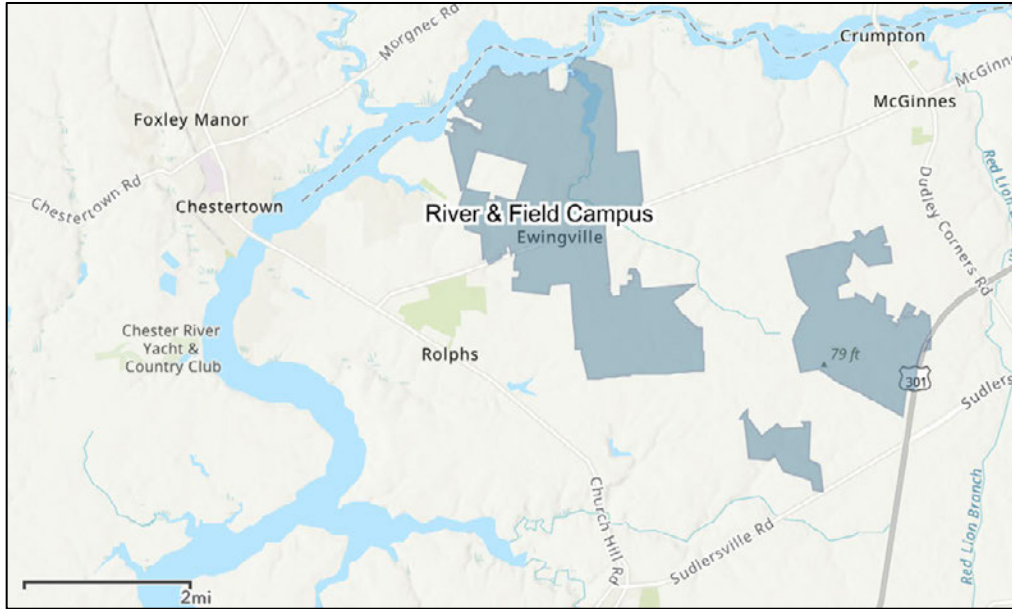 Morgnec Rd
Crumpton
McGinnes
McGinn
Foxley Manor
Red Lion B
Dudley Corners Rd
Chestertown Rd
Chestertown
River & Field Campus
Ewingville
Chester River
Yacht &
Country Club
Rolphs
79 ft
301
Sudlers
Church Hill Rd
Sudlersville Rd
Red Lion Branch
2mi